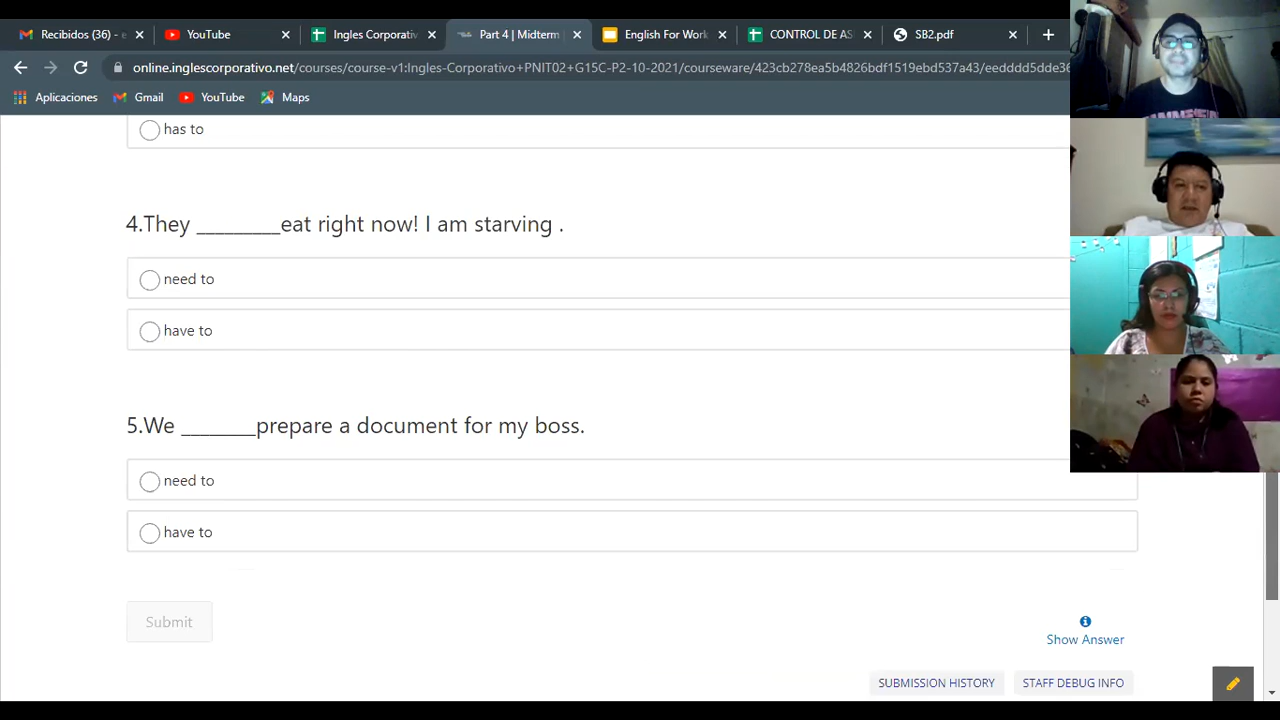 Recibidos (36) - e
YouTube
Ingles Corporativ
Part 4 | Midterm
English For Work
CONTROL DE AS
SB2.pdf
online.inglescorporativo.net/courses/course-v1:Ingles-Corporativo+PNIT02+G15C-P2-10-2021/courseware/423cb278ea5b4826bdf1519ebd537a43/eedddd5dde36
Aplicaciones
Gmail
YouTube
Maps
has to
4.They _________eat right now! I am starving .
need to
have to
5.We ________prepare a document for my boss.
need to
have to
Submit
Show Answer
SUBMISSION HISTORY
STAFF DEBUG INFO